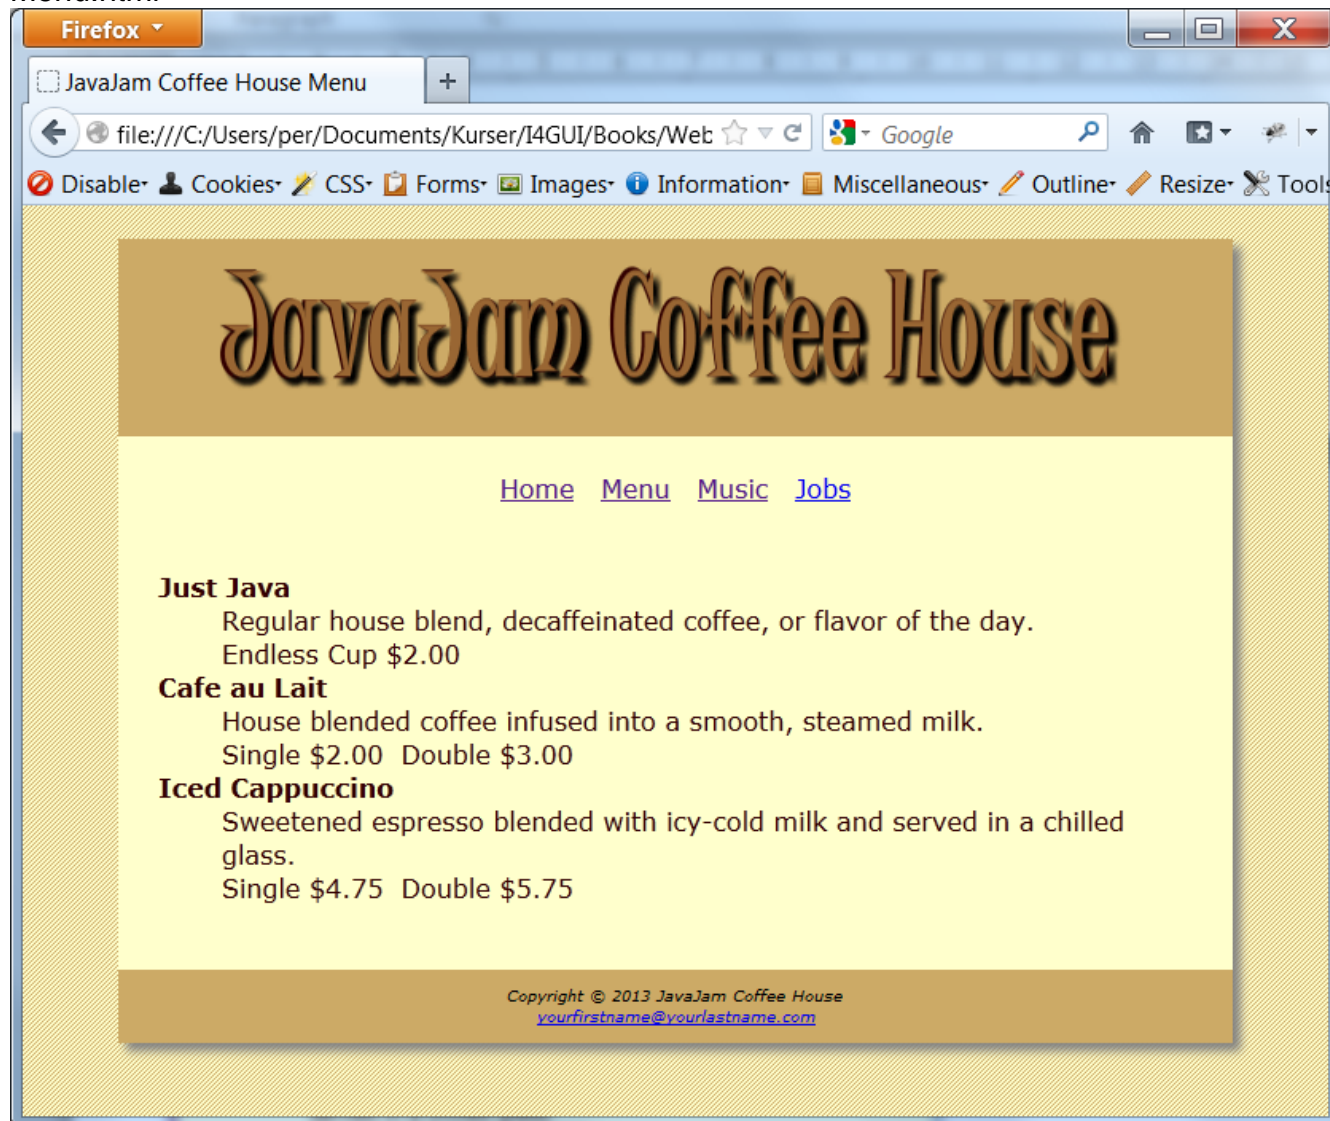 Firefox
JavaJam Coffee House Menu
+
file:///C:/Users/per/Documents/Kurser/I4GUI/Books/Web
Google
Disable Cookies CSS Forms Images Information Miscellaneous Outline Resize Tools
JavaJam Coffee House
Home Menu Music Jobs
Just Java
Regular house blend, decaffeinated coffee, or flavor of the day.
Endless Cup $2.00
Cafe au Lait
House blended coffee infused into a smooth, steamed milk.
Single $2.00 Double $3.00
Iced Cappuccino
Sweetened espresso blended with icy-cold milk and served in a chilled
glass.
Single $4.75 Double $5.75
Copyright © 2013 JavaJam Coffee House
yourfirstname@yourlastname.com